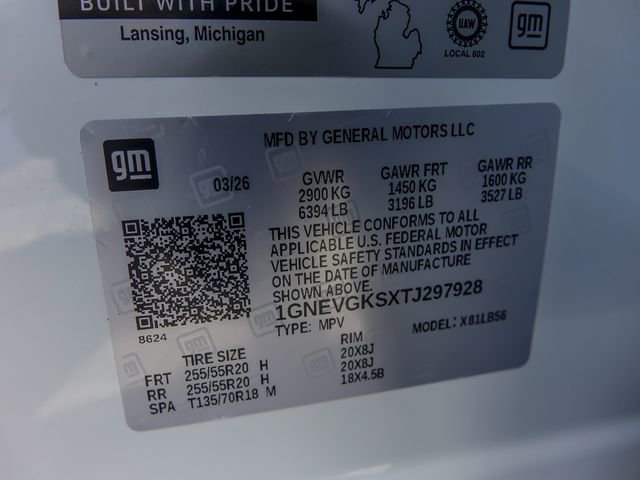 BUILT WITH PRIDE
Lansing, Michigan
UAW
LOCAL 602
gm
gm
MFD BY GENERAL MOTORS LLC
03/26
GVWR GAWR FRT GAWR RR
2900 KG 1450 KG 1600 KG
6394 LB 3196 LB 3527 LB
THIS VEHICLE CONFORMS TO ALL
APPLICABLE U.S. FEDERAL MOTOR
VEHICLE SAFETY STANDARDS IN EFFECT
ON THE DATE OF MANUFACTURE
SHOWN ABOVE.
1GNEVGKSXTJ297928
TYPE: MPV MODEL: X81LB56
8624
TIRE SIZE RIM
FRT 255/55R20 H 20X8J
RR 255/55R20 H 20X8J
SPA T135/70R18 M 18X4.5B